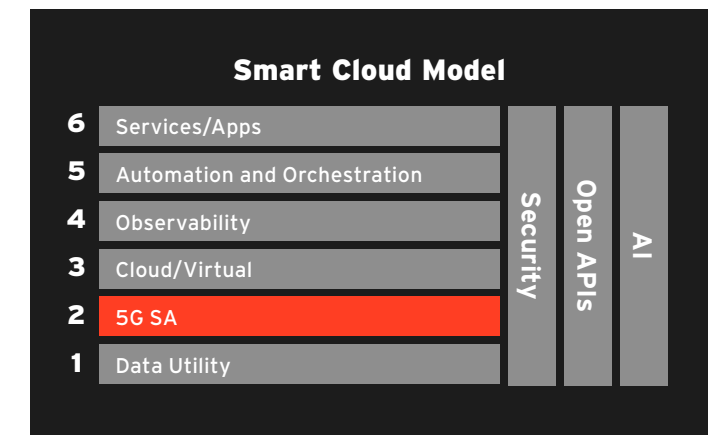 Smart Cloud Model
6 Services/Apps
5 Automation and Orchestration
4 Observability
3 Cloud/Virtual
2 5G SA
1 Data Utility
Security
Open APIs
AI